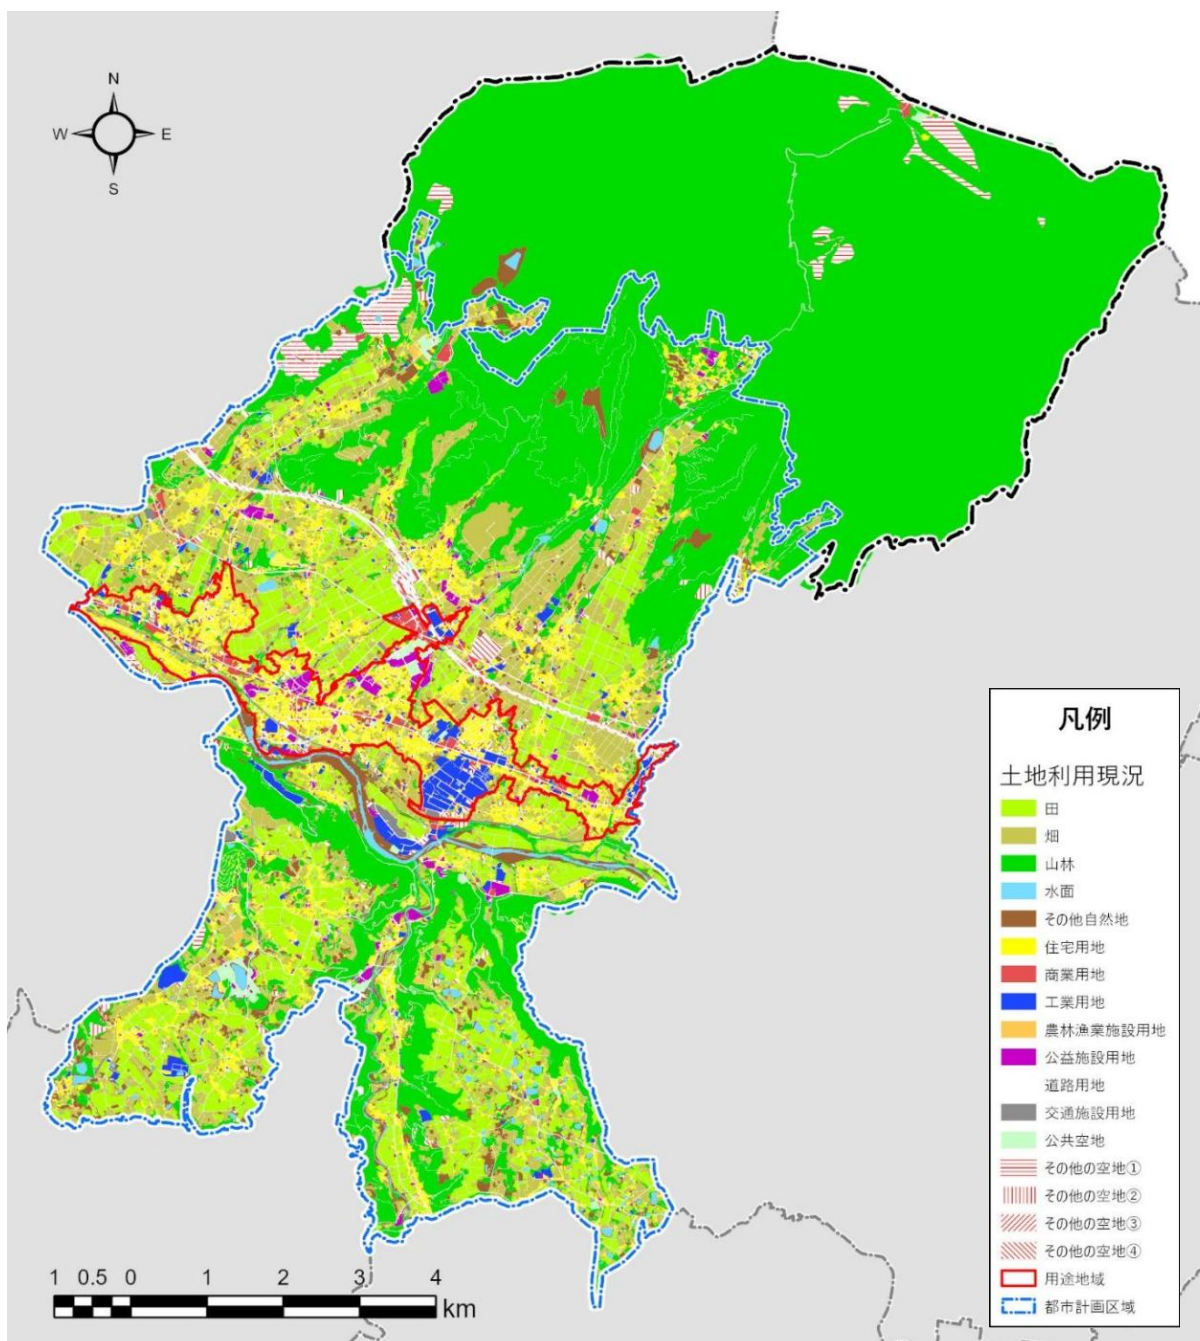 N
W E
S
凡例
土地利用現況
田
畑
山林
水面
その他自然地
住宅用地
商業用地
工業用地
農林漁業施設用地
公益施設用地
道路用地
交通施設用地
公共空地
その他の空地①
その他の空地②
その他の空地③
その他の空地④
用途地域
都市計画区域
1 0.5 0 1 2 3 4
km